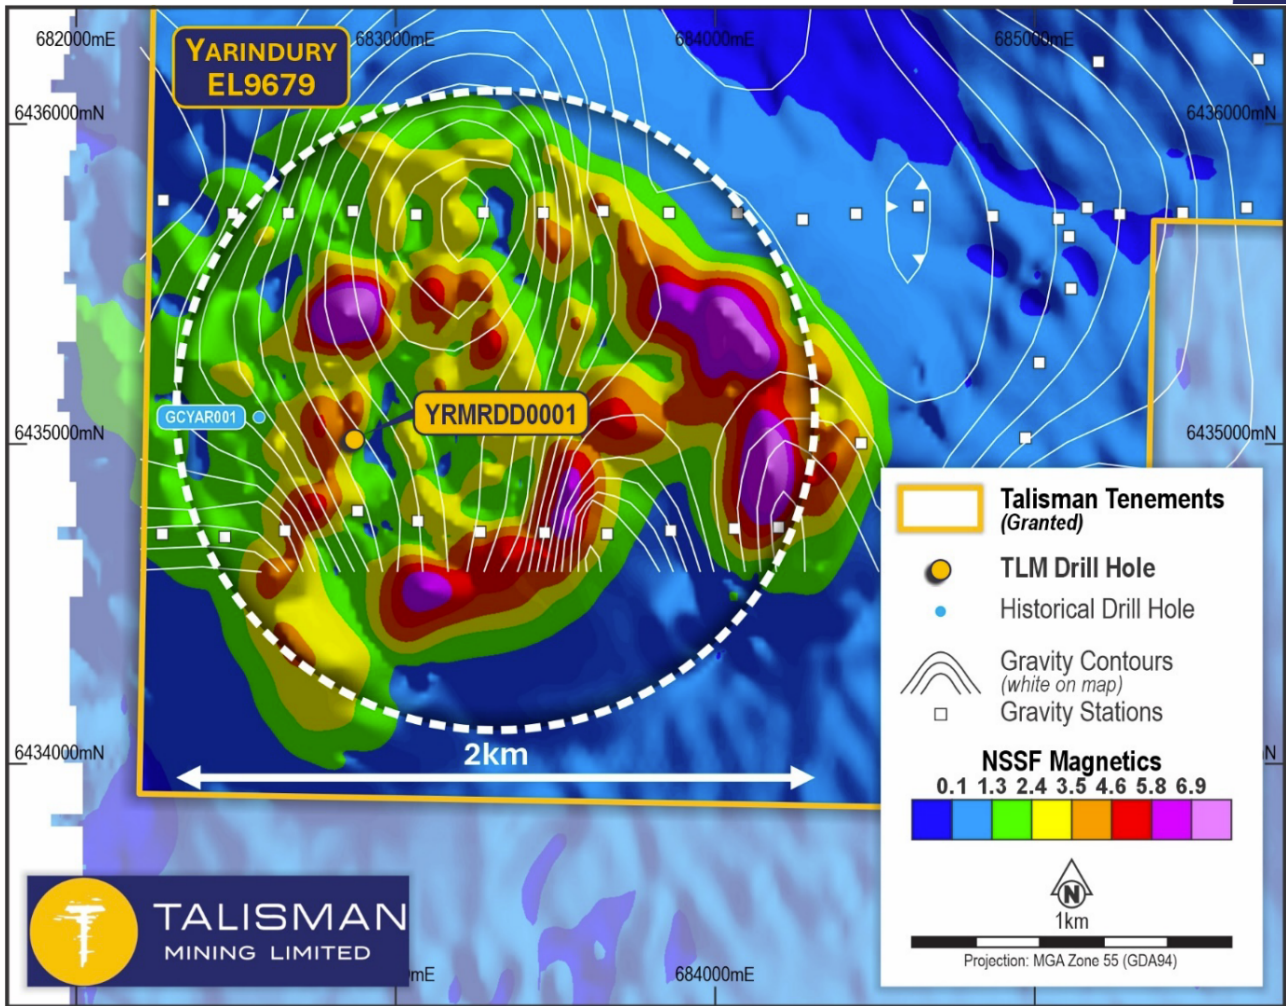 682000mE
683000mE
684000mE
685000mE
YARINDURY
EL9679
6436000mN
6436000mN
GCYAR001
YRMRDD0001
6435000mN
6435000mN
2km
6434000mN
Talisman Tenements
(Granted)
TLM Drill Hole
Historical Drill Hole
Gravity Contours
(white on map)
Gravity Stations
NSSF Magnetics
0.1 1.3 2.4 3.5 4.6 5.8 6.9
N
1km
Projection: MGA Zone 55 (GDA94)
TALISMAN
MINING LIMITED
684000mE